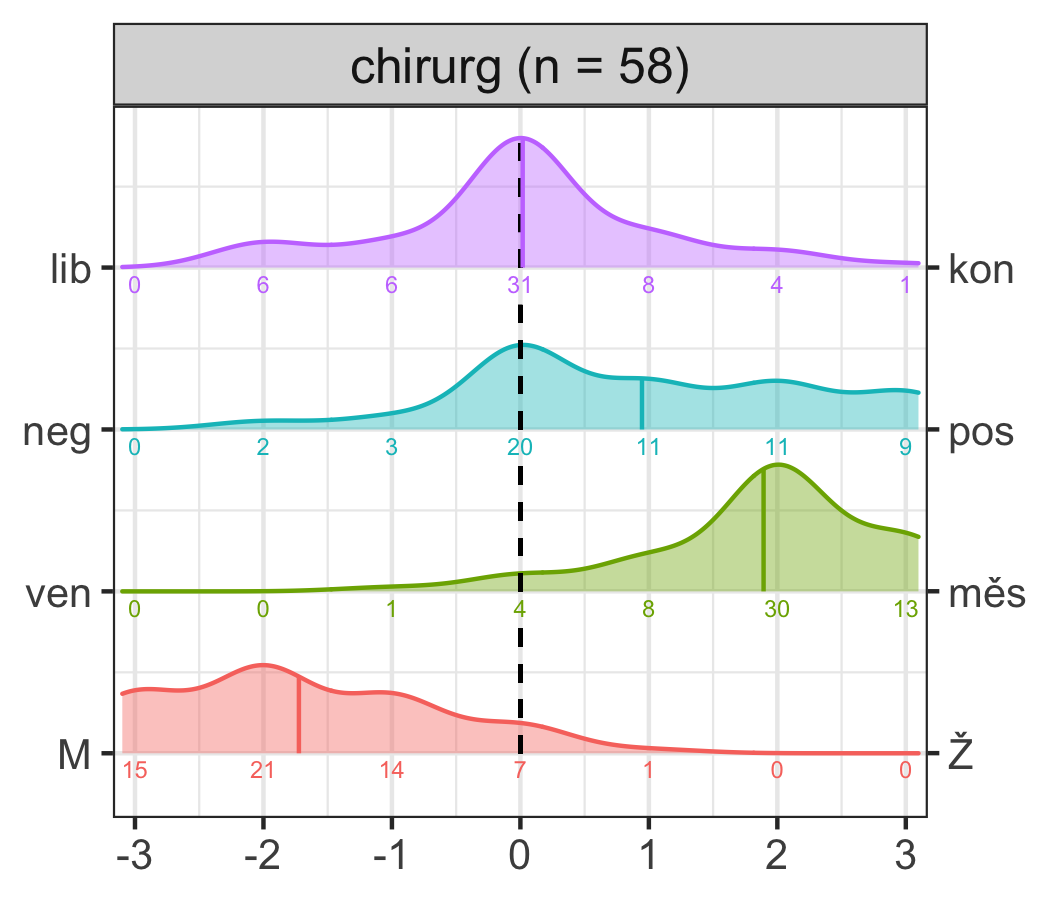 chirurg (n = 58)
lib kon
0 6 6 31 8 4 1
neg pos
0 2 3 20 11 11 9
ven měs
0 0 1 4 8 30 13
M Ž
15 21 14 7 1 0 0
-3 -2 -1 0 1 2 3